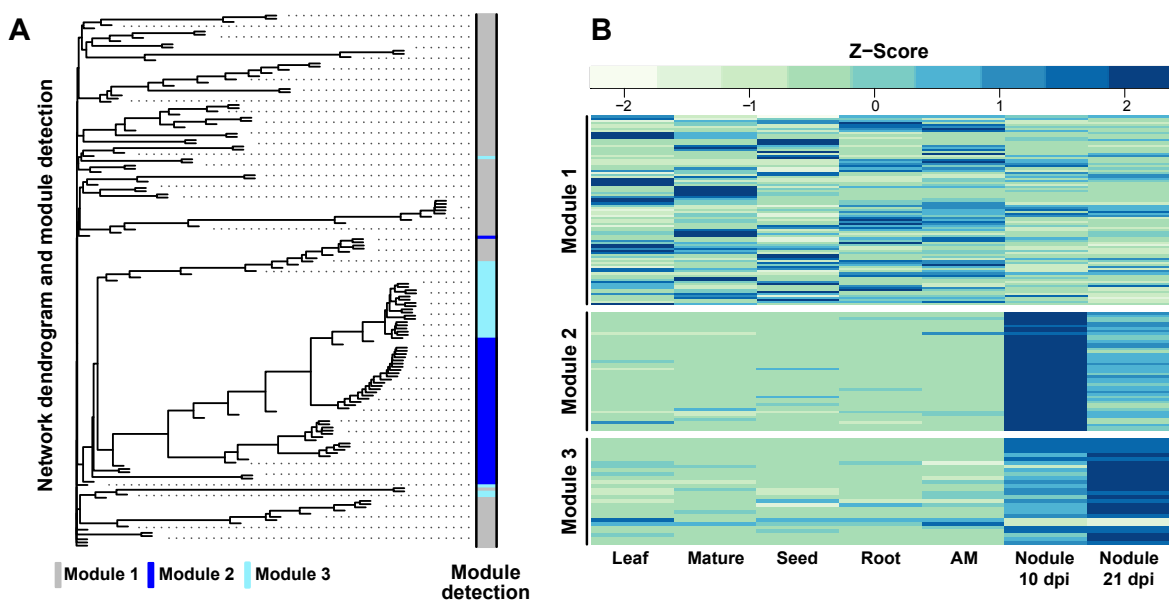 A
Network dendrogram and module detection
Module 1
Module 2
Module 3
Module
detection
B
Z−Score
−2
−1
0
1
2
Module 1
Module 2
Module 3
Leaf
Mature
Seed
Root
AM
Nodule
10 dpi
Nodule
21 dpi